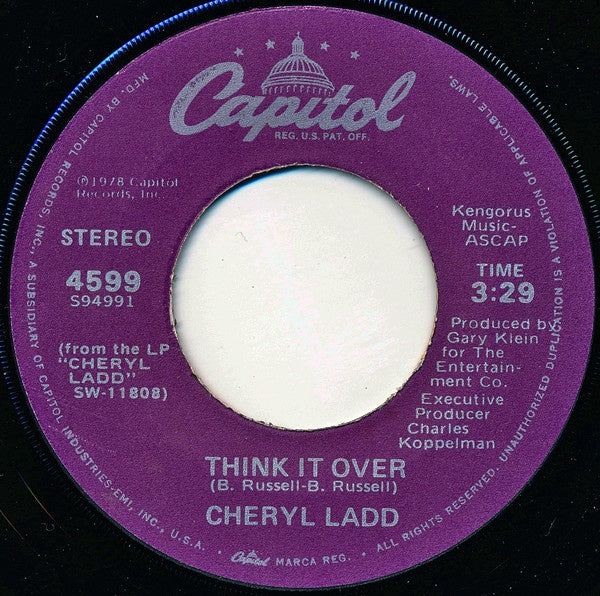 Capitol
REG. U.S. PAT. OFF.
℗1978 Capitol
Records, Inc.
STEREO
4599
S94991
(from the LP
"CHERYL
LADD"
SW-11808)
Kengorus
Music-
ASCAP
TIME
3:29
Produced by
Gary Klein
for The
Entertain-
ment Co.
Executive
Producer
Charles
Koppelman
THINK IT OVER
(B. Russell-B. Russell)
CHERYL LADD
MFD. BY CAPITOL RECORDS, INC., A SUBSIDIARY OF CAPITOL INDUSTRIES-EMI, INC., U.S.A. • Capitol MARCA REG. • ALL RIGHTS RESERVED. UNAUTHORIZED DUPLICATION IS A VIOLATION OF APPLICABLE LAWS.